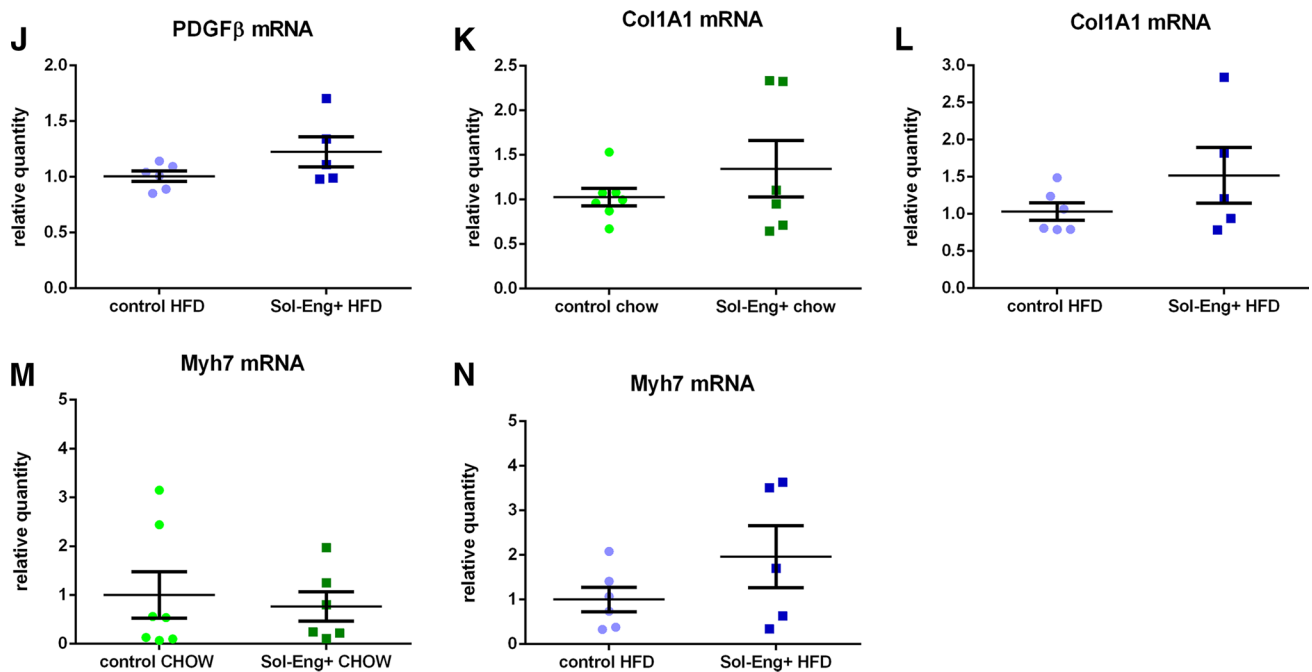 J
PDGFβ mRNA
relative quantity
2.0
1.5
1.0
0.5
0.0
control HFD
Sol-Eng+ HFD
K
Col1A1 mRNA
relative quantity
2.5
2.0
1.5
1.0
0.5
0.0
control chow
Sol-Eng+ chow
L
Col1A1 mRNA
relative quantity
3.0
2.5
2.0
1.5
1.0
0.5
0.0
control HFD
Sol-Eng+ HFD
M
Myh7 mRNA
relative quantity
5
4
3
2
1
0
control CHOW
Sol-Eng+ CHOW
N
Myh7 mRNA
relative quantity
5
4
3
2
1
0
control HFD
Sol-Eng+ HFD